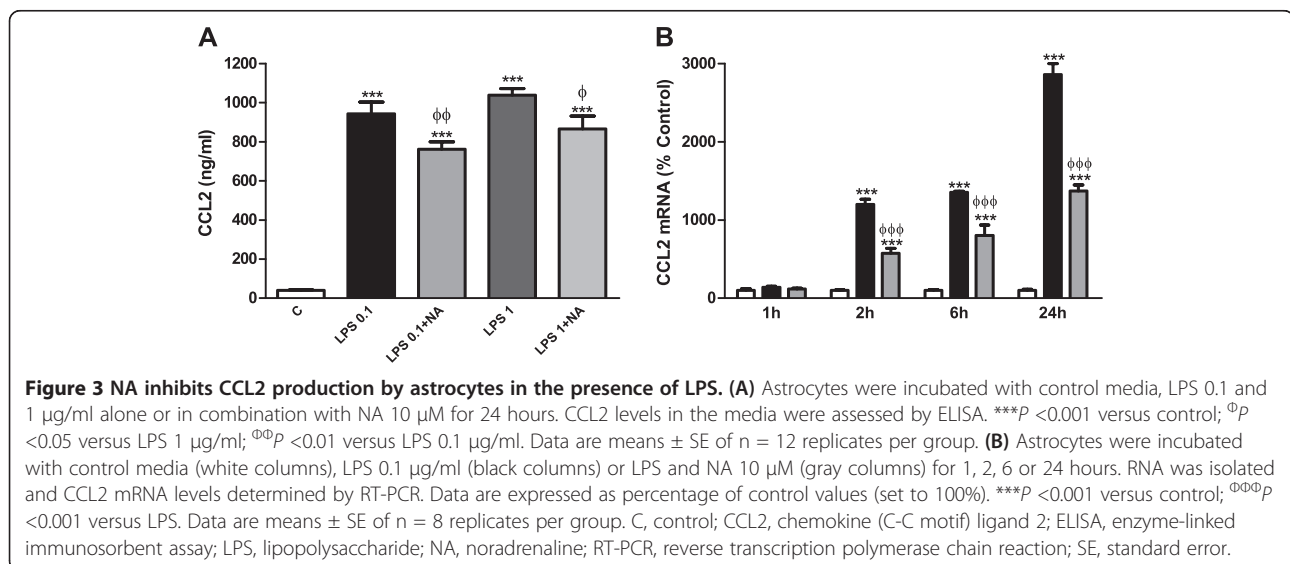 A
B
1200
1000
800
600
400
200
0
CCL2 (ng/ml)
***
ϕϕ
***
***
ϕ
***
C
LPS 0.1
LPS 0.1+NA
LPS 1
LPS 1+NA
3000
2000
1000
0
CCL2 mRNA (% Control)
***
ϕϕϕ
***
***
ϕϕϕ
***
***
ϕϕϕ
***
1h
2h
6h
24h
Figure 3 NA inhibits CCL2 production by astrocytes in the presence of LPS. (A) Astrocytes were incubated with control media, LPS 0.1 and
1 μg/ml alone or in combination with NA 10 μM for 24 hours. CCL2 levels in the media were assessed by ELISA. ***P <0.001 versus control; ΦP
<0.05 versus LPS 1 μg/ml; ΦΦP <0.01 versus LPS 0.1 μg/ml. Data are means ± SE of n = 12 replicates per group. (B) Astrocytes were incubated
with control media (white columns), LPS 0.1 μg/ml (black columns) or LPS and NA 10 μM (gray columns) for 1, 2, 6 or 24 hours. RNA was isolated
and CCL2 mRNA levels determined by RT-PCR. Data are expressed as percentage of control values (set to 100%). ***P <0.001 versus control; ΦΦΦP
<0.001 versus LPS. Data are means ± SE of n = 8 replicates per group. C, control; CCL2, chemokine (C-C motif) ligand 2; ELISA, enzyme-linked
immunosorbent assay; LPS, lipopolysaccharide; NA, noradrenaline; RT-PCR, reverse transcription polymerase chain reaction; SE, standard error.